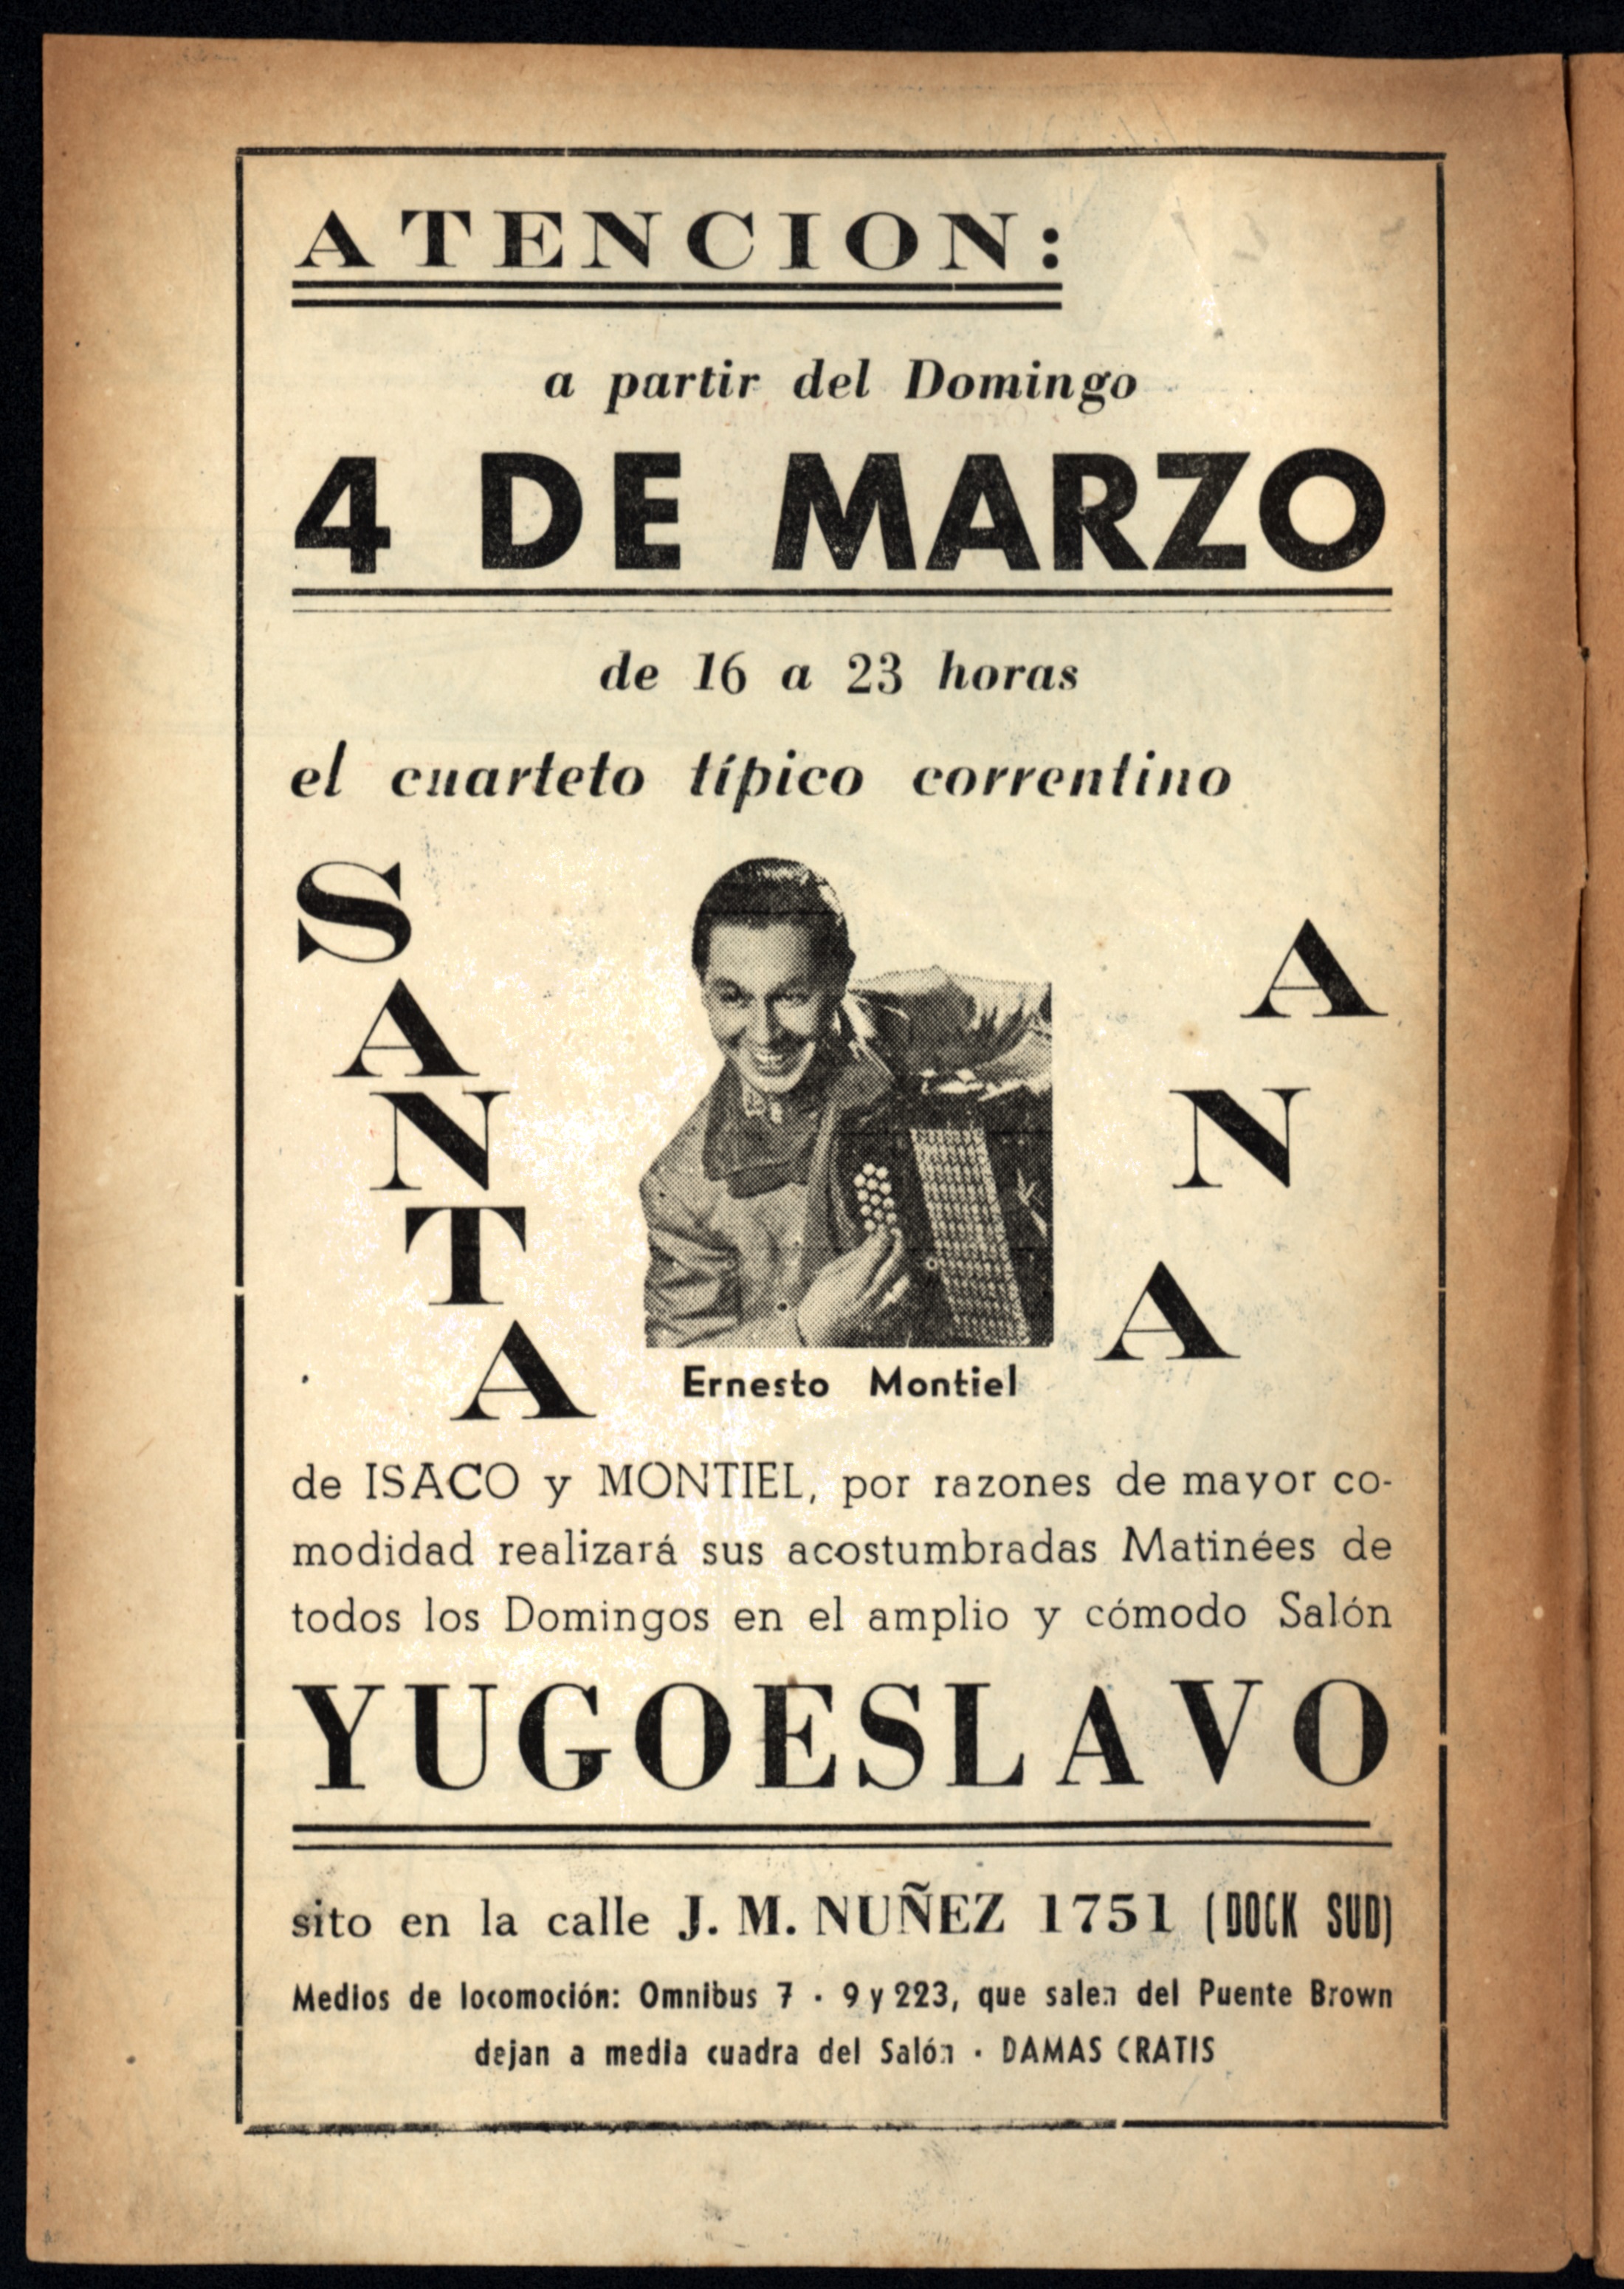 ATENCION:
a partir del Domingo
4 DE MARZO
de 16 a 23 horas
el cuarteto típico correntino
SANTA
ANA
Ernesto Montiel
de ISACO y MONTIEL, por razones de mayor co-
modidad realizará sus acostumbradas Matinées de
todos los Domingos en el amplio y cómodo Salón
YUGOESLAVO
sito en la calle J. M. NUÑEZ 1751 (DOCK SUD)
Medios de locomoción: Omnibus 7 - 9 y 223, que salen del Puente Brown
dejan a media cuadra del Salón - DAMAS CRATIS